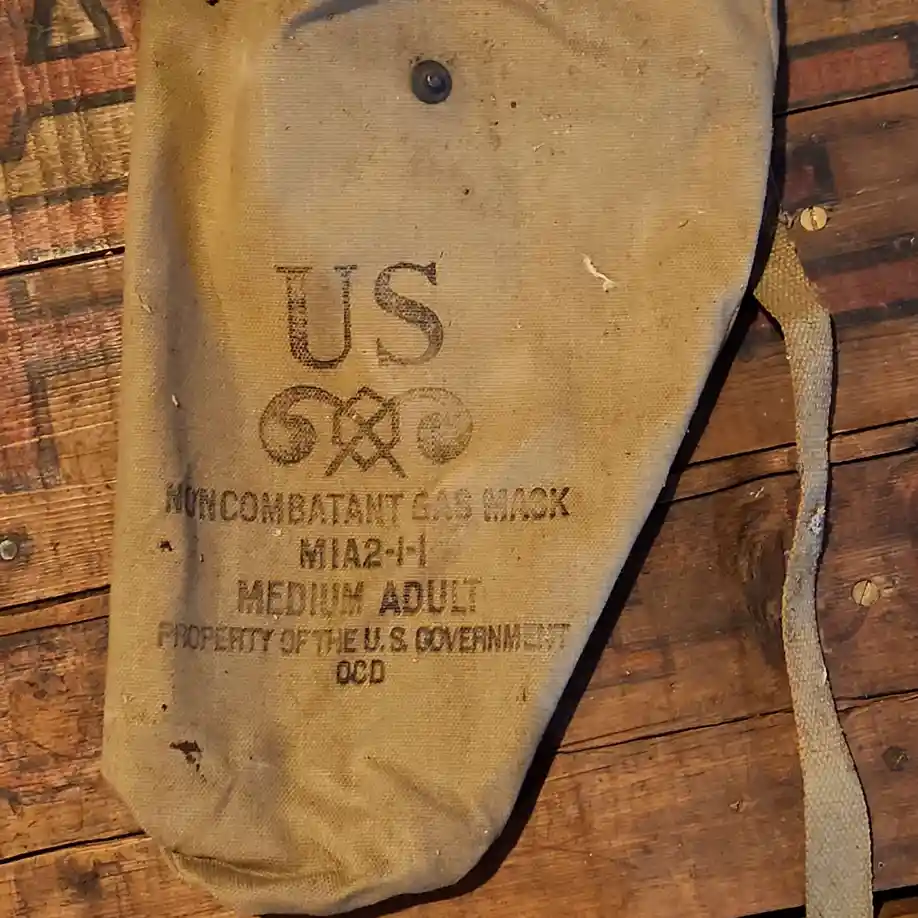 US
NONCOMBATANT GAS MASK
M1A2-1-1
MEDIUM ADULT
PROPERTY OF THE U.S. GOVERNMENT
OCD